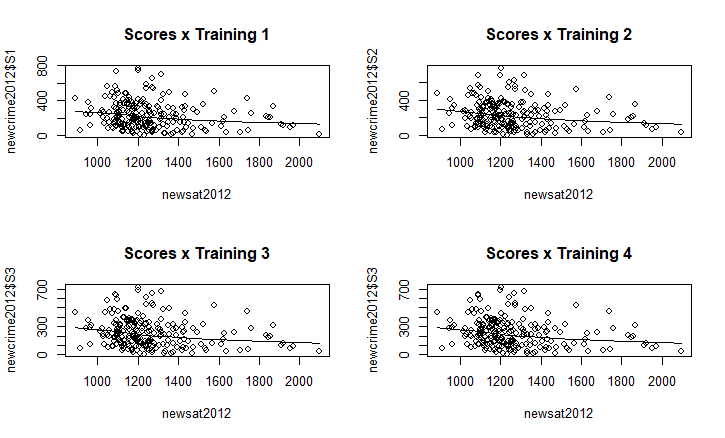 Scores x Training 1
newcrime2012$S1
0 400 800
1000 1200 1400 1600 1800 2000
newsat2012
Scores x Training 2
newcrime2012$S2
0 400 800
1000 1200 1400 1600 1800 2000
newsat2012
Scores x Training 3
newcrime2012$S3
0 300 700
1000 1200 1400 1600 1800 2000
newsat2012
Scores x Training 4
newcrime2012$S3
0 300 700
1000 1200 1400 1600 1800 2000
newsat2012